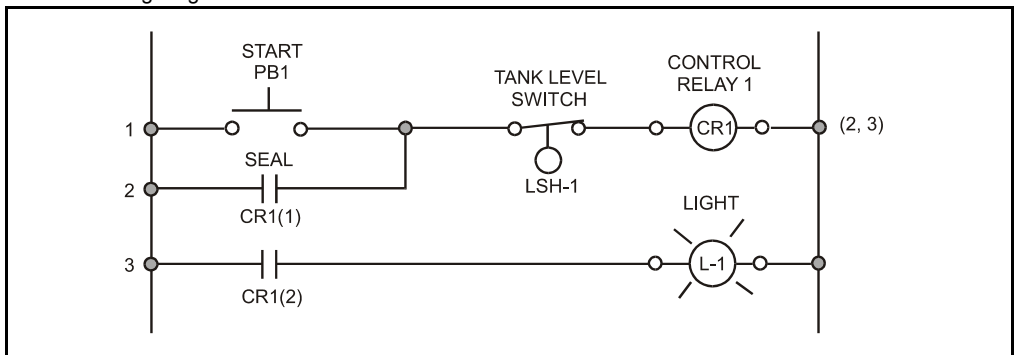 START
PB1
TANK LEVEL
SWITCH
CONTROL
RELAY 1
1
CR1
(2, 3)
SEAL
LSH-1
2
CR1(1)
LIGHT
3
L-1
CR1(2)